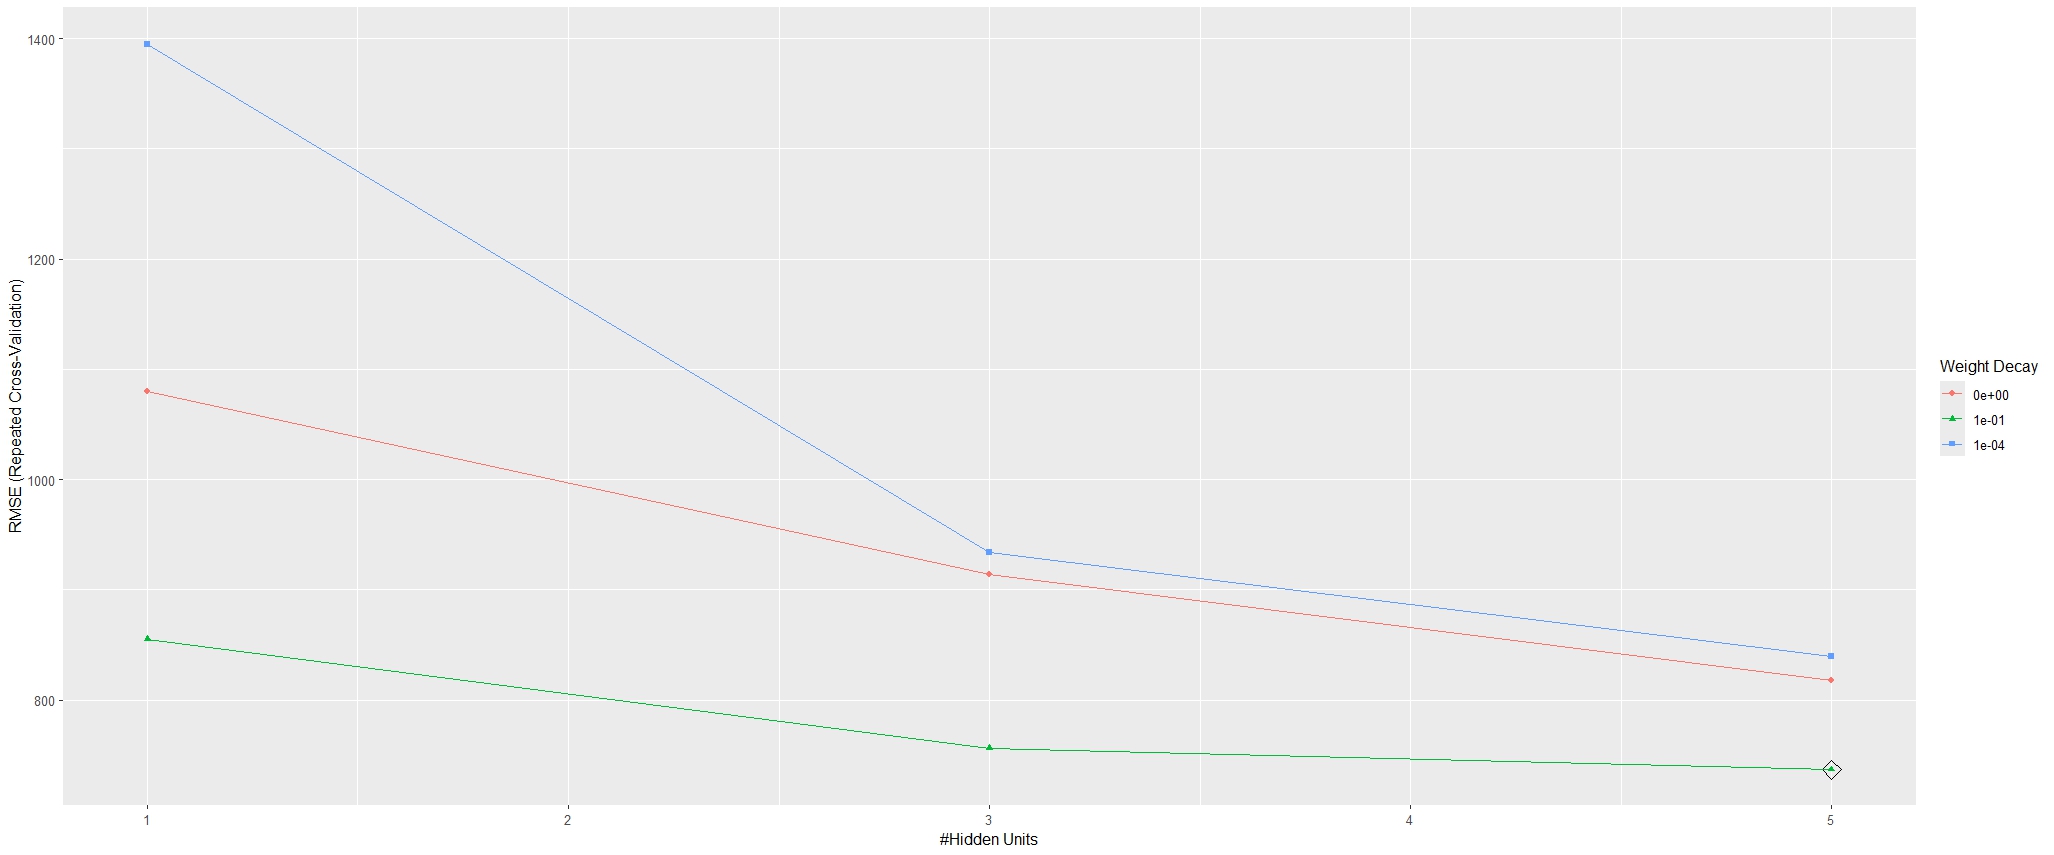 1400
1200
1000
800
RMSE (Repeated Cross-Validation)
1
2
3
4
5
#Hidden Units
Weight Decay
0e+00
1e-01
1e-04